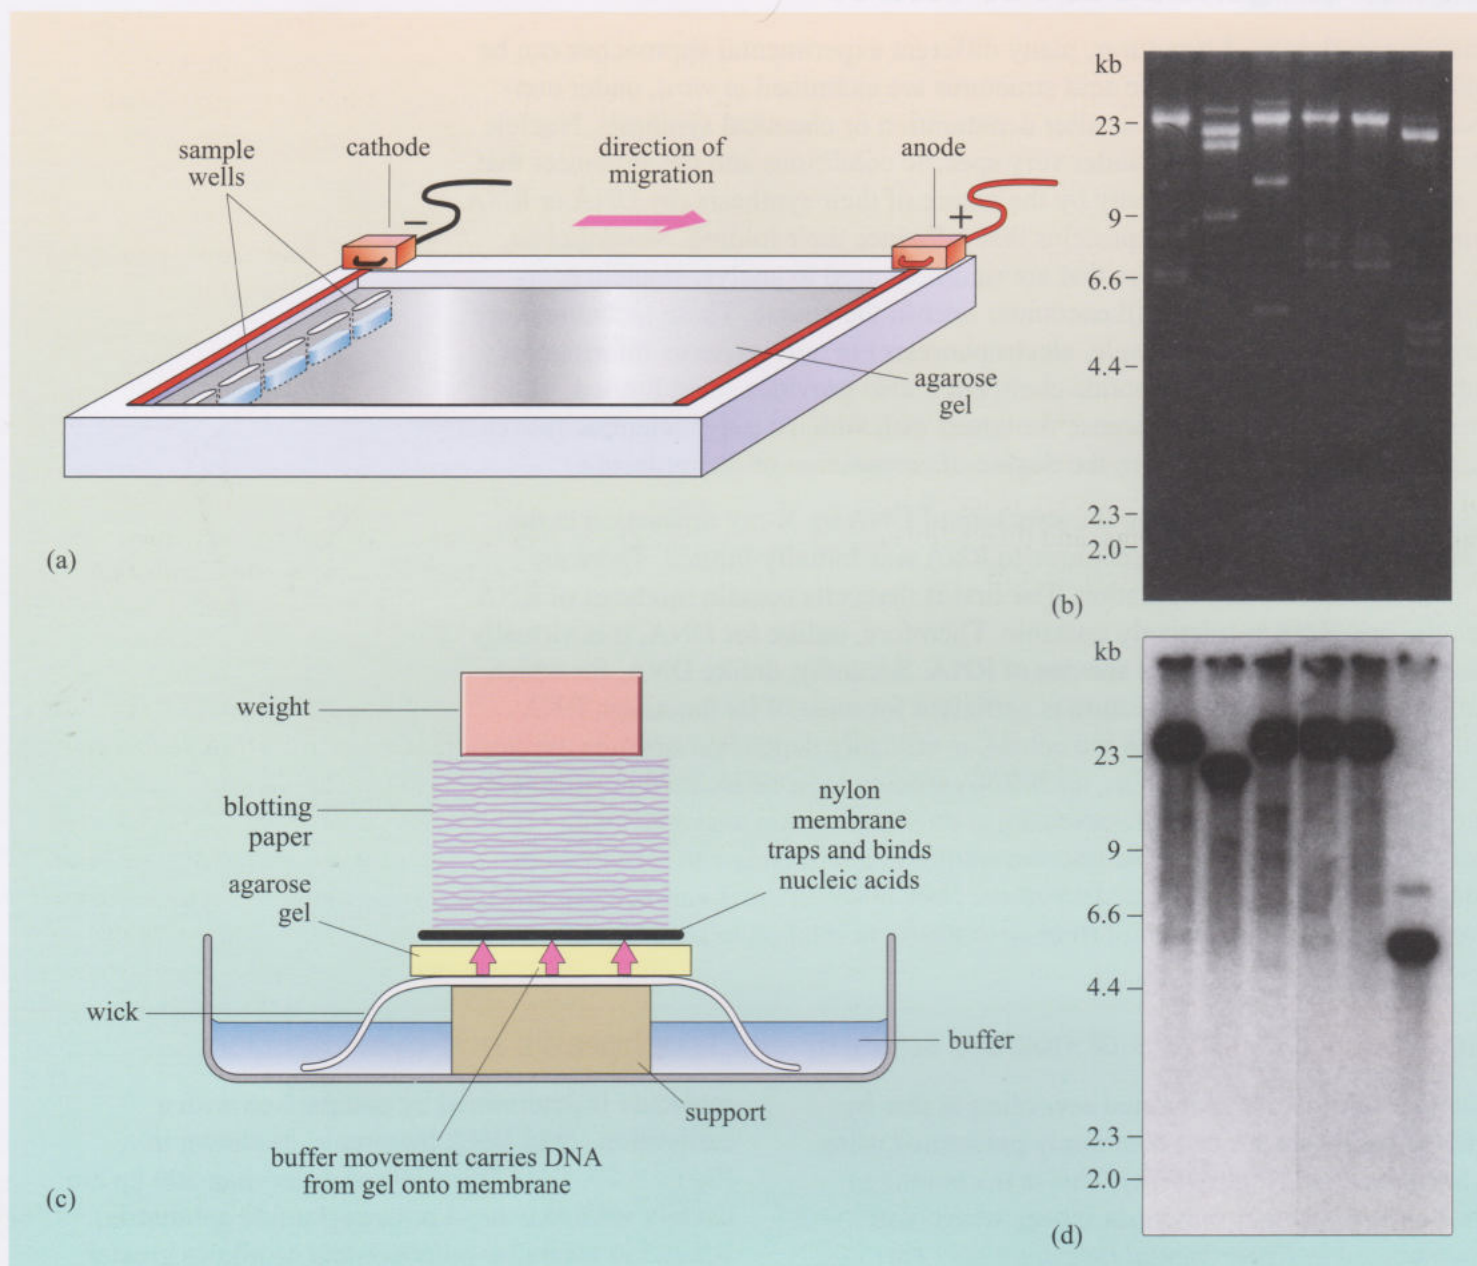 sample
wells
cathode
direction of
migration
anode
−
+
agarose
gel
(a)
kb
23
9
6.6
4.4
2.3
2.0
(b)
weight
blotting
paper
agarose
gel
wick
nylon
membrane
traps and binds
nucleic acids
buffer
support
buffer movement carries DNA
from gel onto membrane
(c)
kb
23
9
6.6
4.4
2.3
2.0
(d)